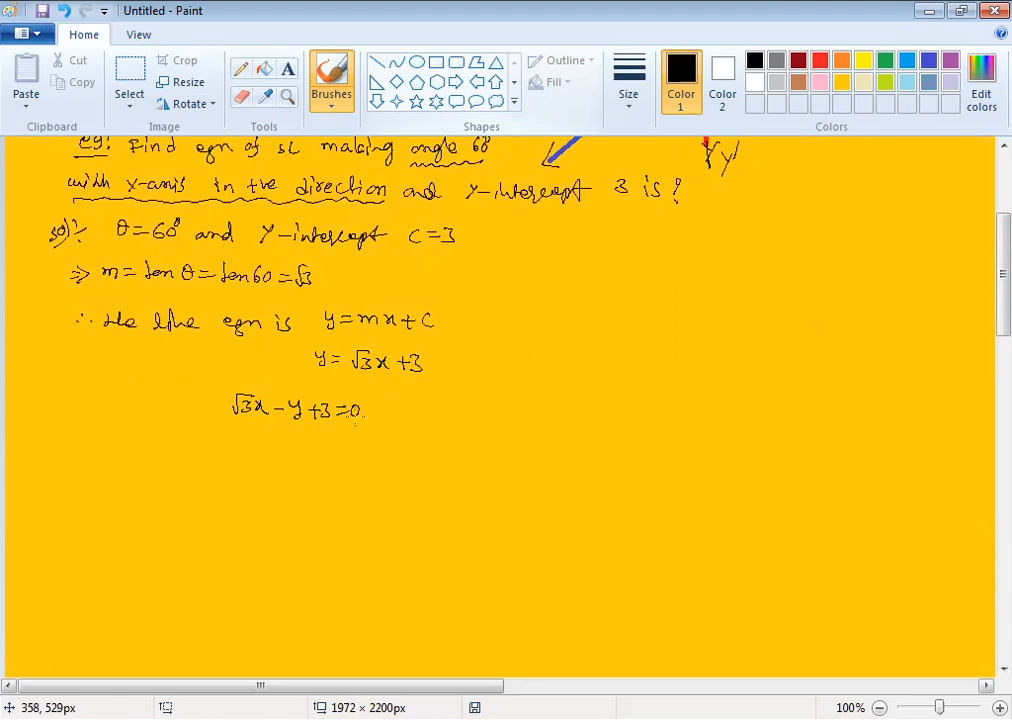 Untitled - Paint
Home View
Paste Cut Copy
Clipboard
Select Crop Resize Rotate
Image
A
Tools
Brushes
Outline Fill
Shapes
Size
Color 1 Color 2 Edit colors
Colors
eg: Find eqn of SL making angle 60°
X y'
with x-axis in +ve direction and Y-intercept 3 is?
Sol: θ=60° and Y-intercept C=3
⇒ m = tan θ = tan 60 = √3
∴ the line eqn is y=mx+c
y = √3x +3
√3x - y +3=0
358, 529px 1972 × 2200px 100%